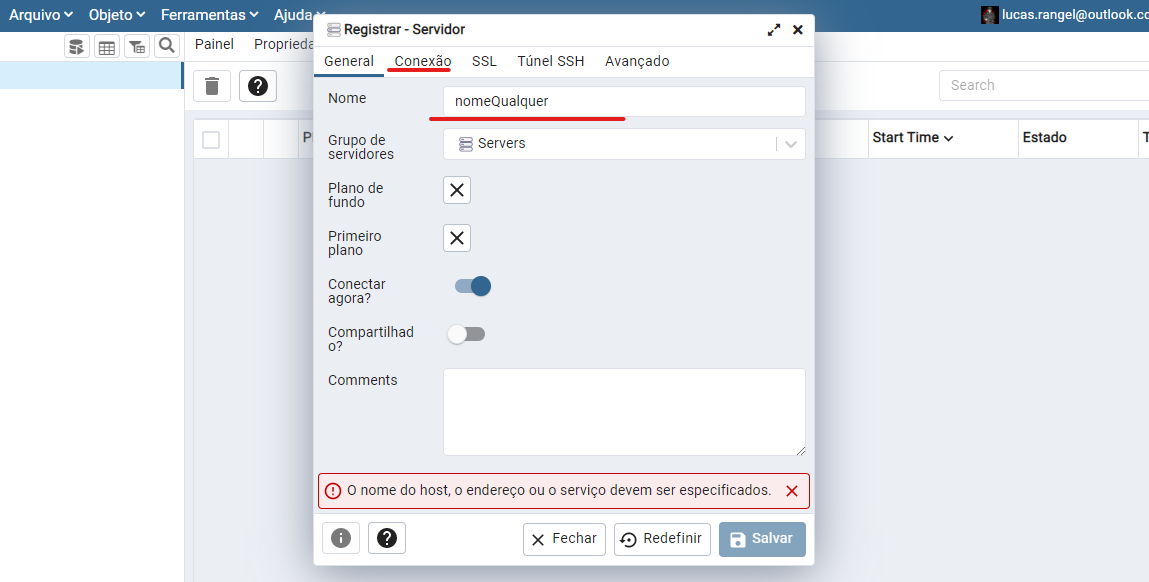 Arquivo Objeto Ferramentas Ajuda
lucas.rangel@outlook.co
Painel Proprieda
Search
P
Start Time Estado T
Registrar - Servidor
General Conexão SSL Túnel SSH Avançado
Nome nomeQualquer
Grupo de
servidores
Servers
Plano de
fundo
Primeiro
plano
Conectar
agora?
Compartilhad
o?
Comments
O nome do host, o endereço ou o serviço devem ser especificados.
Fechar Redefinir Salvar